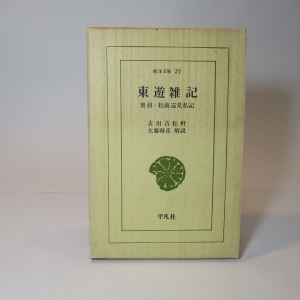 東洋文庫 27
東遊雑記
奥羽・松前巡見私記
古川古松軒
大藤時彦 解説
平凡社